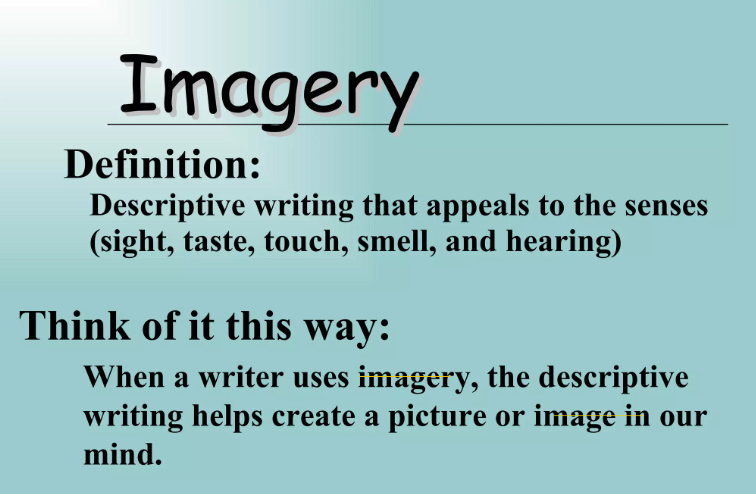 Imagery
Definition:
Descriptive writing that appeals to the senses
(sight, taste, touch, smell, and hearing)
Think of it this way:
When a writer uses imagery, the descriptive
writing helps create a picture or image in our
mind.